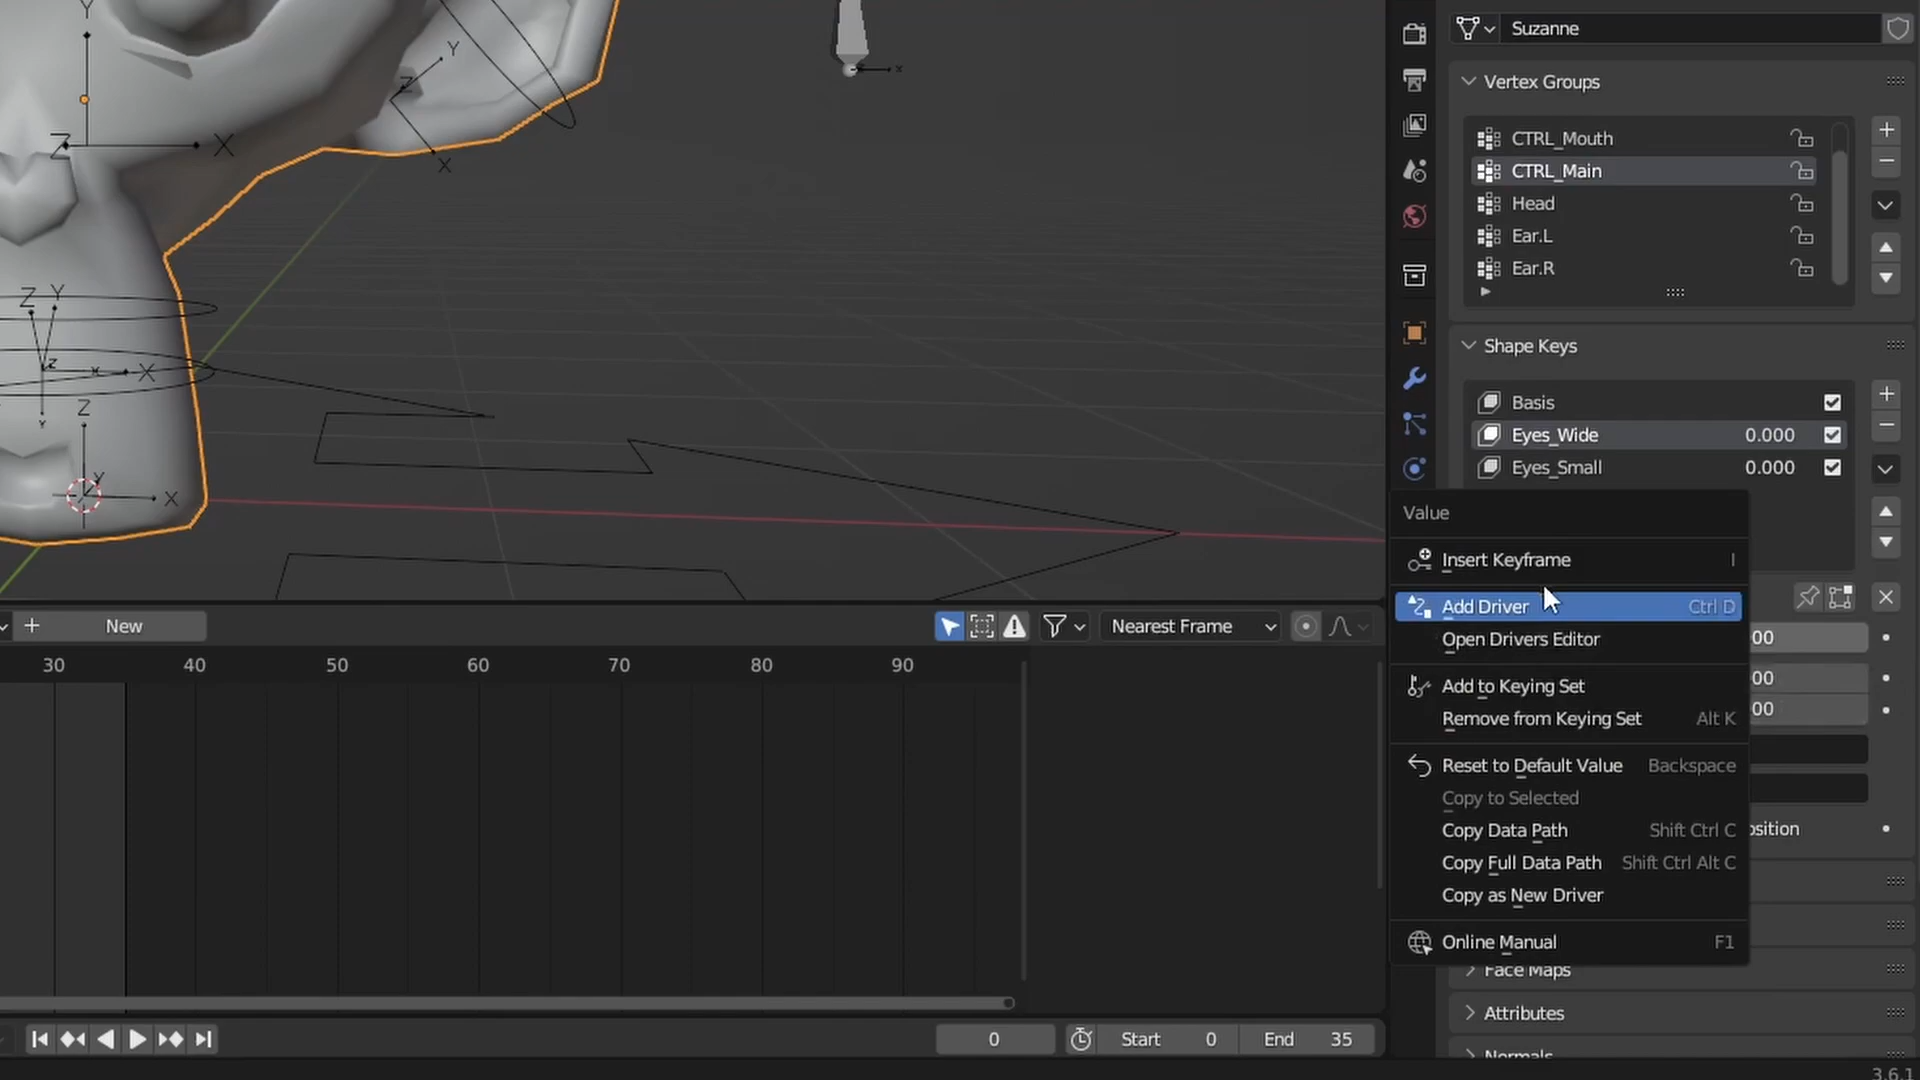 Suzanne
Vertex Groups
CTRL_Mouth
CTRL_Main
Head
Ear.L
Ear.R
Shape Keys
Basis
Eyes_Wide 0.000
Eyes_Small 0.000
Value
Insert Keyframe I
Add Driver Ctrl D
Open Drivers Editor
Add to Keying Set
Remove from Keying Set Alt K
Reset to Default Value Backspace
Copy to Selected
Copy Data Path Shift Ctrl C
Copy Full Data Path Shift Ctrl Alt C
Copy as New Driver
Online Manual F1
00
00
00
osition
Face Maps
Attributes
Normals
Y
Z
X
Y
Z
X
x
Z Y
z
x X
Y
Z
Y
X
New
Nearest Frame
30 40 50 60 70 80 90
0
Start 0
End 35
3.6.1